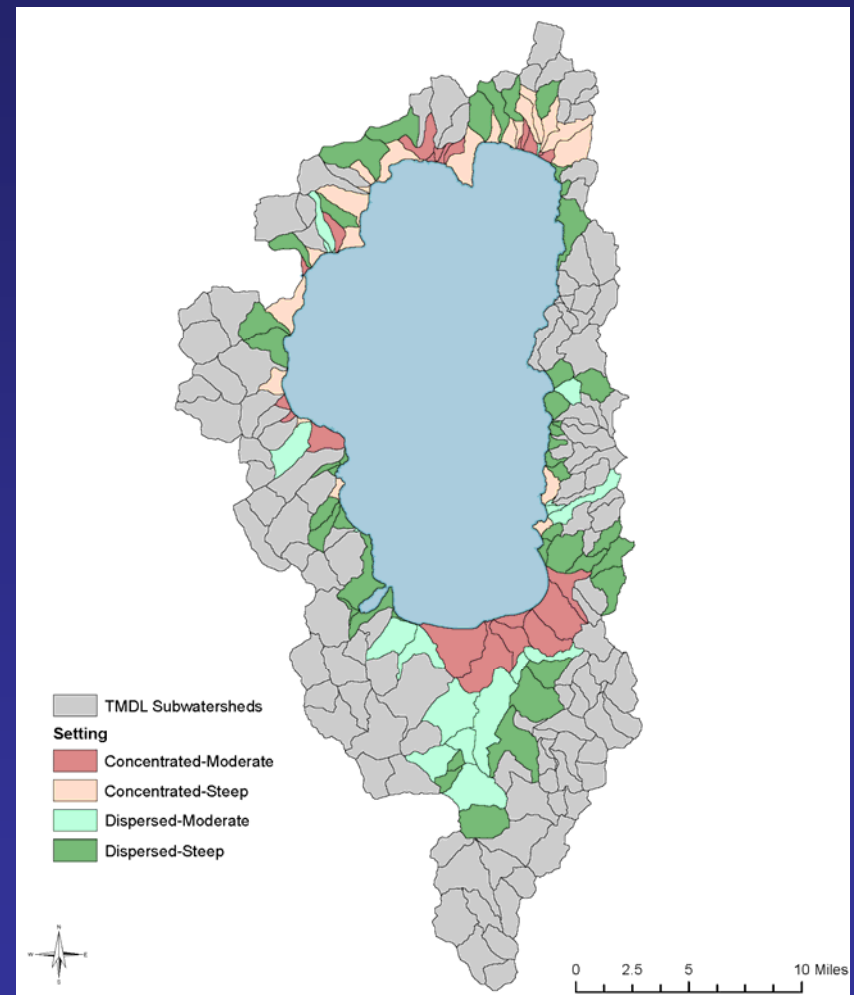 TMDL Subwatersheds
Setting
Concentrated-Moderate
Concentrated-Steep
Dispersed-Moderate
Dispersed-Steep
N
W E
S
0 2.5 5 10 Miles